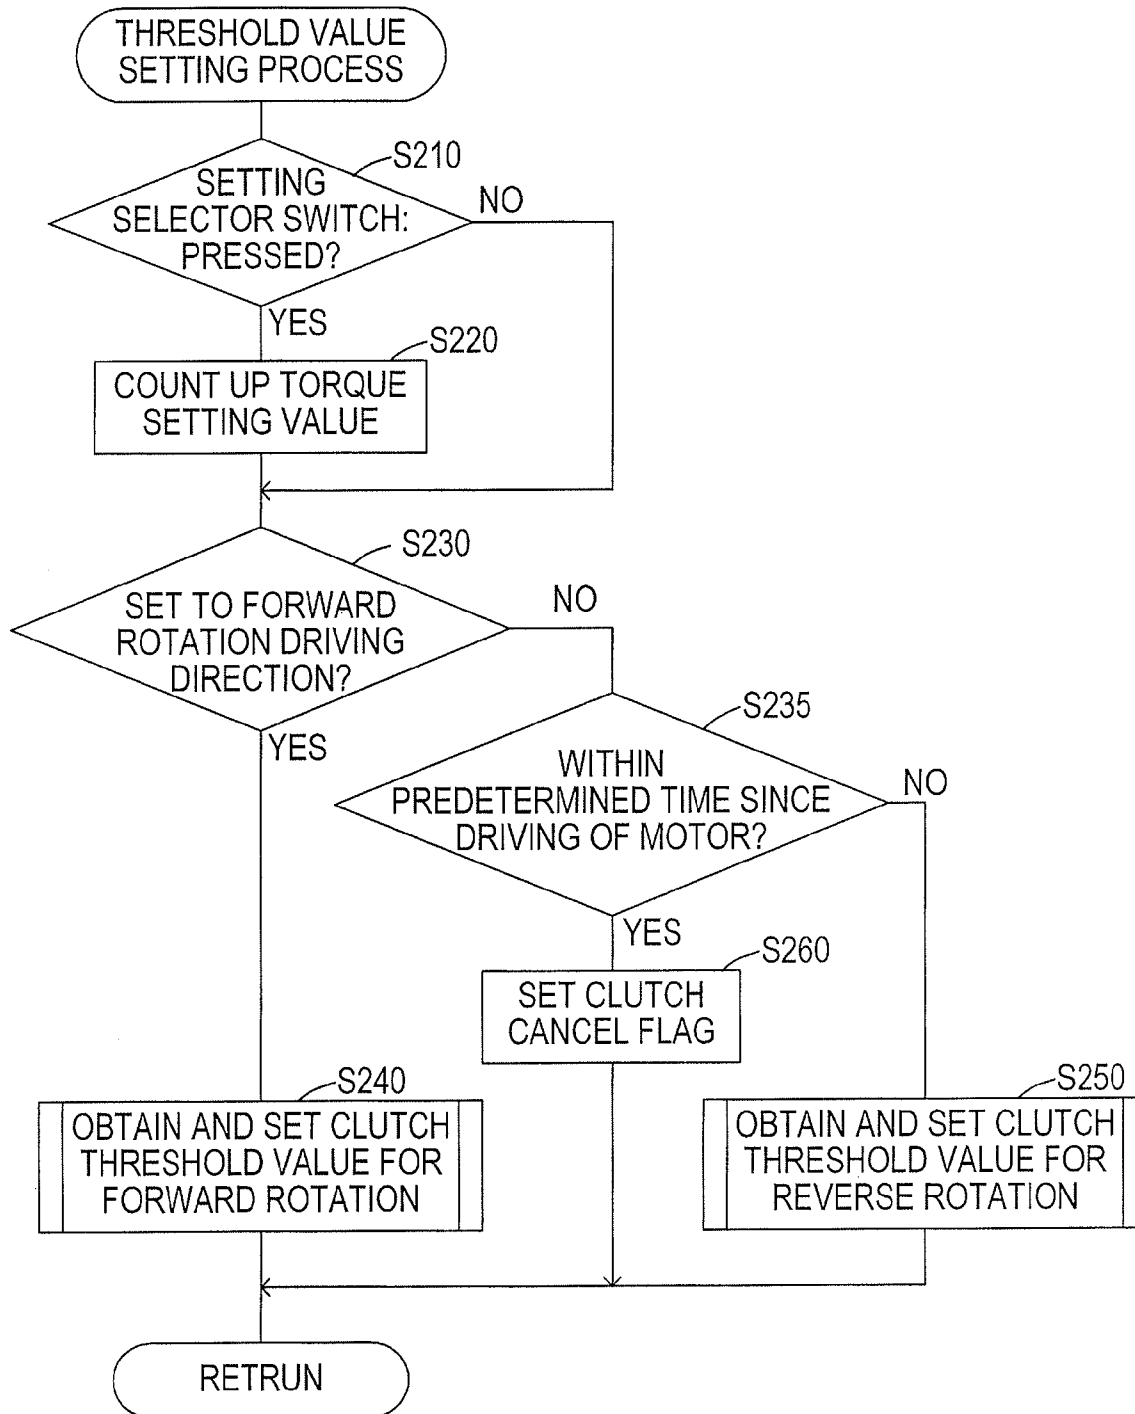 THRESHOLD VALUE
SETTING PROCESS
S210
SETTING
SELECTOR SWITCH:
PRESSED?
NO
YES
S220
COUNT UP TORQUE
SETTING VALUE
S230
SET TO FORWARD
ROTATION DRIVING
DIRECTION?
NO
YES
S235
WITHIN
PREDETERMINED TIME SINCE
DRIVING OF MOTOR?
NO
YES
S260
SET CLUTCH
CANCEL FLAG
S240
OBTAIN AND SET CLUTCH
THRESHOLD VALUE FOR
FORWARD ROTATION
S250
OBTAIN AND SET CLUTCH
THRESHOLD VALUE FOR
REVERSE ROTATION
RETRUN